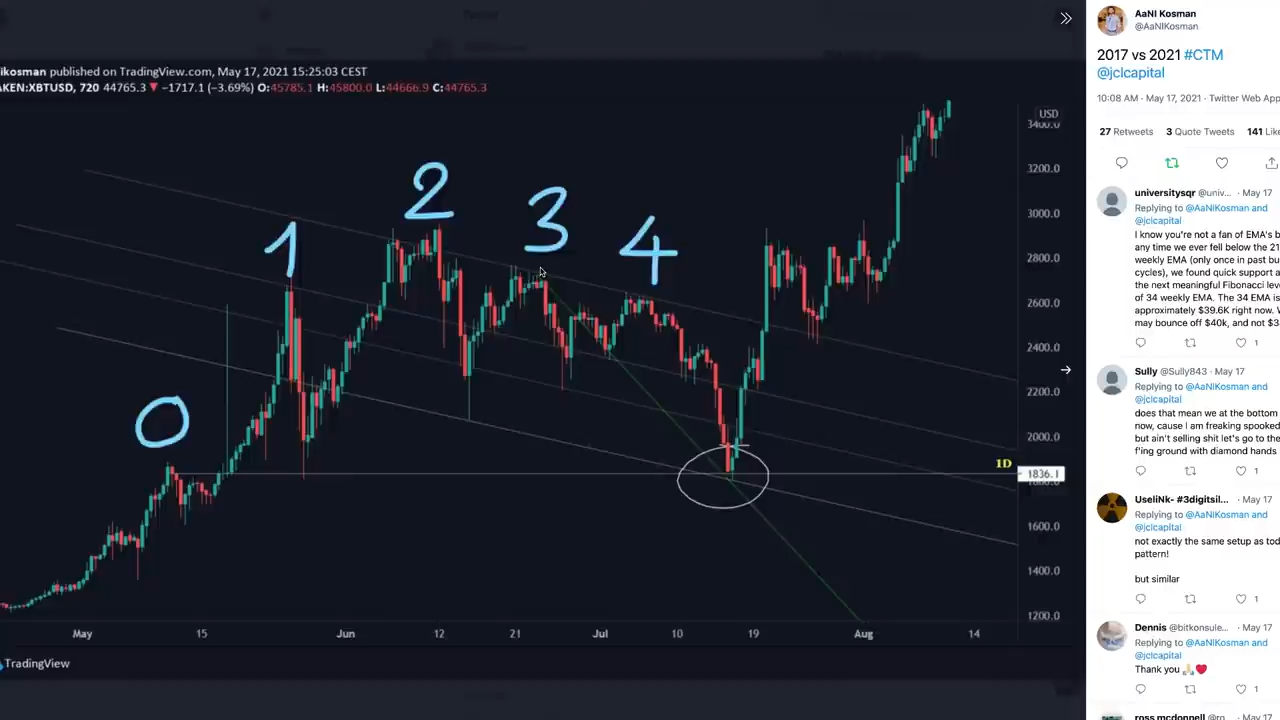 ikosman published on TradingView.com, May 17, 2021 15:25:03 CEST
AKEN:XBTUSD, 720 44765.3 ▼ −1717.1 (−3.69%) O:45785.1 H:45800.0 L:44666.9 C:44765.3
USD
3400.0
3200.0
3000.0
2800.0
2600.0
2400.0
2200.0
2000.0
1D
1836.1
1600.0
1400.0
1200.0
0
1
2
3
4
May
15
Jun
12
21
Jul
10
19
Aug
14
TradingView
AaNi Kosman
@AaNiKosman
2017 vs 2021 #CTM
@jclcapital
10:08 AM · May 17, 2021 · Twitter Web App
27 Retweets 3 Quote Tweets 141 Like
universitysqr @univ... · May 17
Replying to @AaNiKosman and
@jclcapital
I know you're not a fan of EMA's b
any time we ever fell below the 21
weekly EMA (only once in past bu
cycles), we found quick support a
the next meaningful Fibonacci leve
of 34 weekly EMA. The 34 EMA is
approximately $39.6K right now. W
may bounce off $40k, and not $3
1
Sully @Sully843 · May 17
Replying to @AaNiKosman and
@jclcapital
does that mean we at the bottom
now, cause I am freaking spooked
but ain't selling shit let's go to the
f'ing ground with diamond hands
1
UseliNk- #3digitsil... · May 17
Replying to @AaNiKosman and
@jclcapital
not exactly the same setup as tod
pattern!
but similar
1
Dennis @bitkonsule... · May 17
Replying to @AaNiKosman and
@jclcapital
Thank you 🙏🏻❤️
1
ross mcdonnell @ro... · May 17